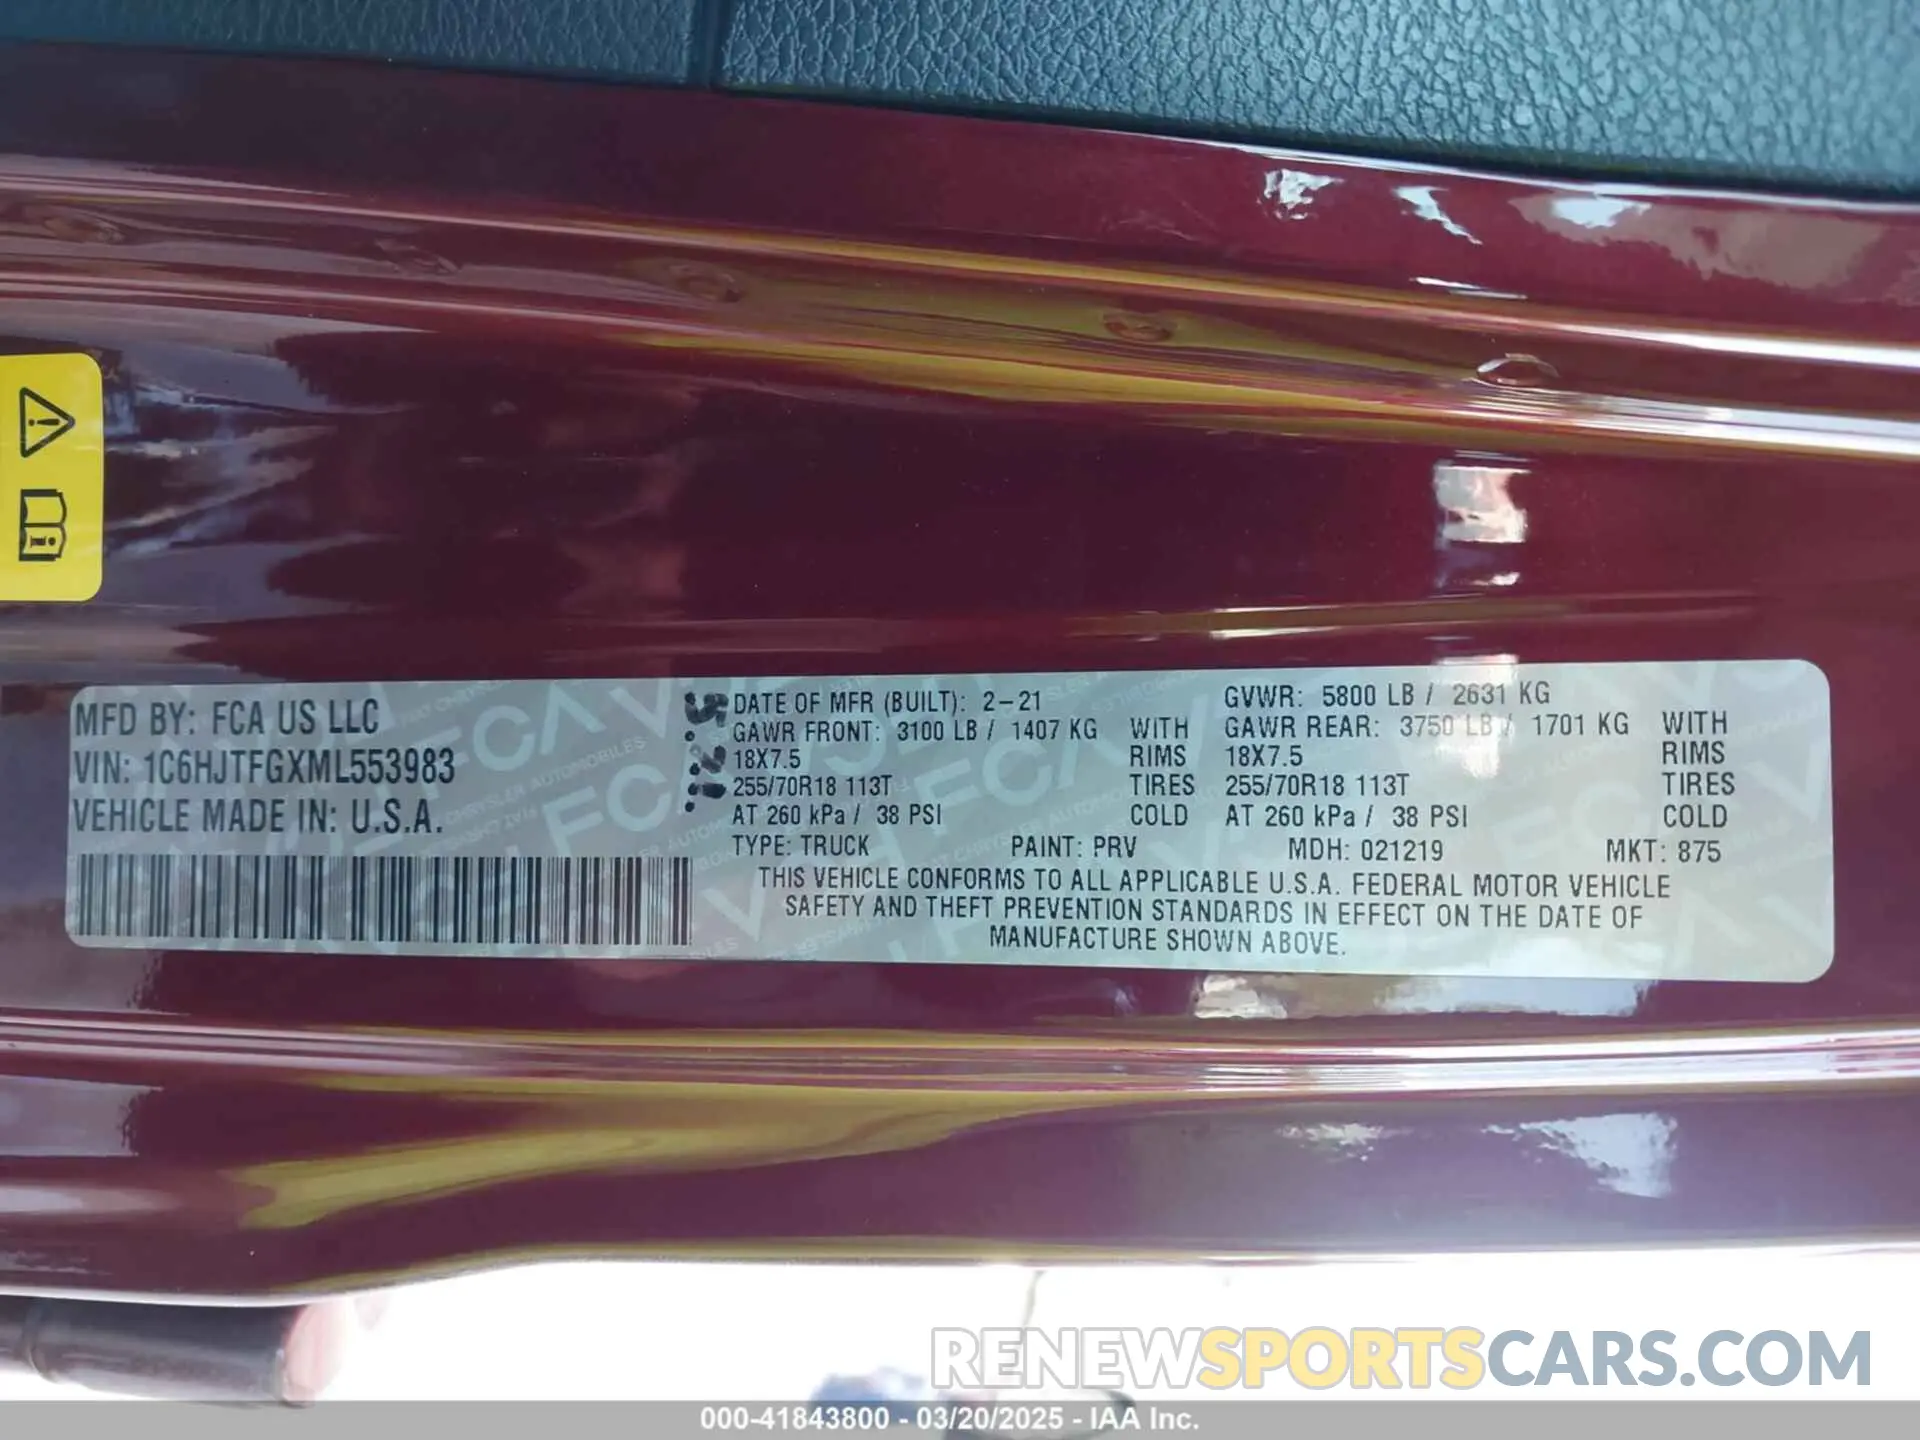 MFD BY: FCA US LLC
VIN: 1C6HJTFGXML553983
VEHICLE MADE IN: U.S.A.
DATE OF MFR (BUILT): 2-21
GVWR: 5800 LB / 2631 KG
GAWR FRONT: 3100 LB / 1407 KG WITH
GAWR REAR: 3750 LB / 1701 KG WITH
18X7.5 RIMS
18X7.5 RIMS
255/70R18 113T TIRES
255/70R18 113T TIRES
AT 260 kPa / 38 PSI COLD
AT 260 kPa / 38 PSI COLD
TYPE: TRUCK PAINT: PRV MDH: 021219 MKT: 875
THIS VEHICLE CONFORMS TO ALL APPLICABLE U.S.A. FEDERAL MOTOR VEHICLE
SAFETY AND THEFT PREVENTION STANDARDS IN EFFECT ON THE DATE OF
MANUFACTURE SHOWN ABOVE.
RENEWSPORTSCARS.COM
000-41843800 - 03/20/2025 - IAA Inc.